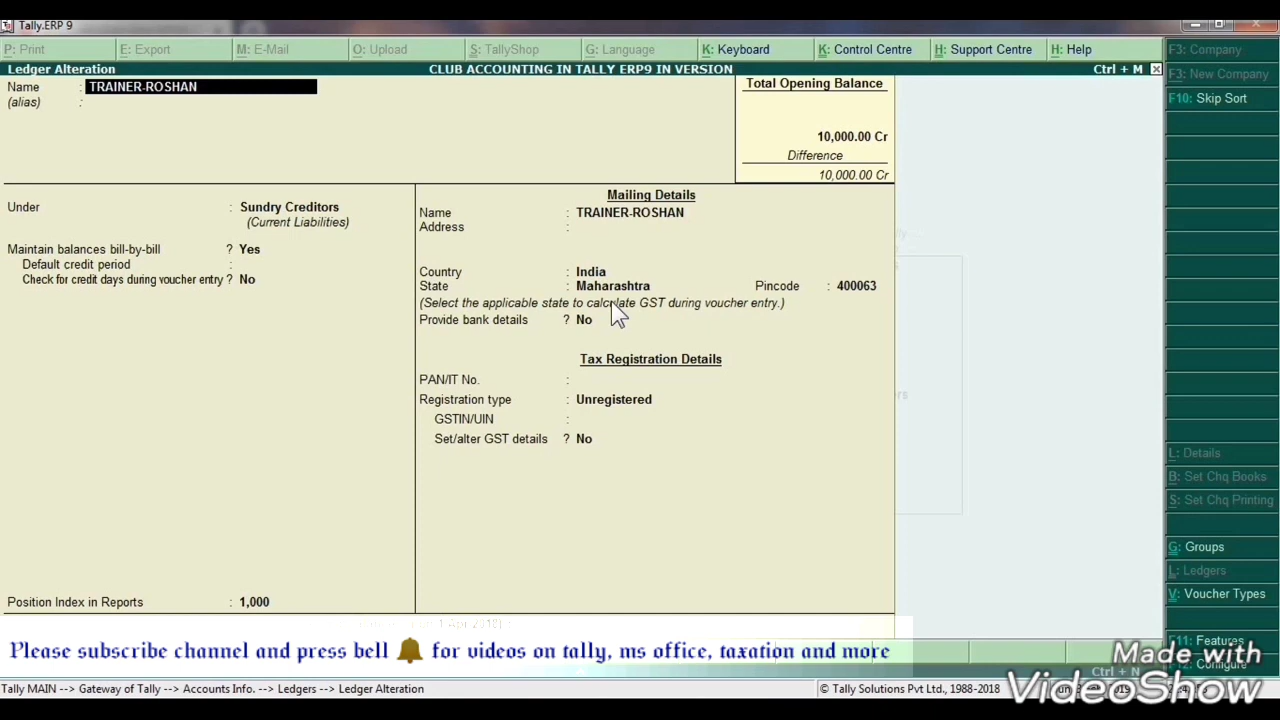 Tally.ERP 9
P: Print E: Export M: E-Mail O: Upload S: TallyShop G: Language K: Keyboard K: Control Centre H: Support Centre H: Help
F3: Company
F3: New Company
F10: Skip Sort
Ledger Alteration CLUB ACCOUNTING IN TALLY ERP9 IN VERSION Ctrl + M
Name : TRAINER-ROSHAN
(alias) :
Total Opening Balance
10,000.00 Cr
Difference
10,000.00 Cr
Under : Sundry Creditors
(Current Liabilities)
Maintain balances bill-by-bill ? Yes
Default credit period :
Check for credit days during voucher entry ? No
Mailing Details
Name : TRAINER-ROSHAN
Address :
Country : India
State : Maharashtra Pincode : 400063
(Select the applicable state to calculate GST during voucher entry.)
Provide bank details ? No
Tax Registration Details
PAN/IT No. :
Registration type : Unregistered
GSTIN/UIN :
Set/alter GST details ? No
L: Details
B: Set Chq Books
S: Set Chq Printing
G: Groups
L: Ledgers
V: Voucher Types
F11: Features
F12: Configure
Position Index in Reports : 1,000
1 Apr 2018)
Please subscribe channel and press bell 🔔 for videos on tally, ms office, taxation and more
Made with
VideoShow
Ctrl + N
Tally MAIN --> Gateway of Tally --> Accounts Info. --> Ledgers --> Ledger Alteration © Tally Solutions Pvt Ltd., 1988-2018